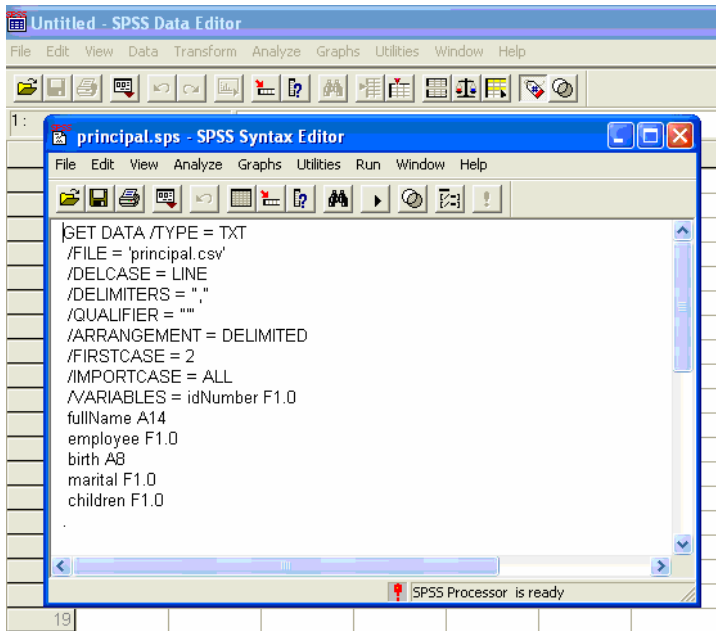 Untitled - SPSS Data Editor
File Edit View Data Transform Analyze Graphs Utilities Window Help
1 :
principal.sps - SPSS Syntax Editor
File Edit View Analyze Graphs Utilities Run Window Help
GET DATA /TYPE = TXT
/FILE = 'principal.csv'
/DELCASE = LINE
/DELIMITERS = ","
/QUALIFIER = '"'
/ARRANGEMENT = DELIMITED
/FIRSTCASE = 2
/IMPORTCASE = ALL
/VARIABLES = idNumber F1.0
fullName A14
employee F1.0
birth A8
marital F1.0
children F1.0
.
SPSS Processor is ready
19